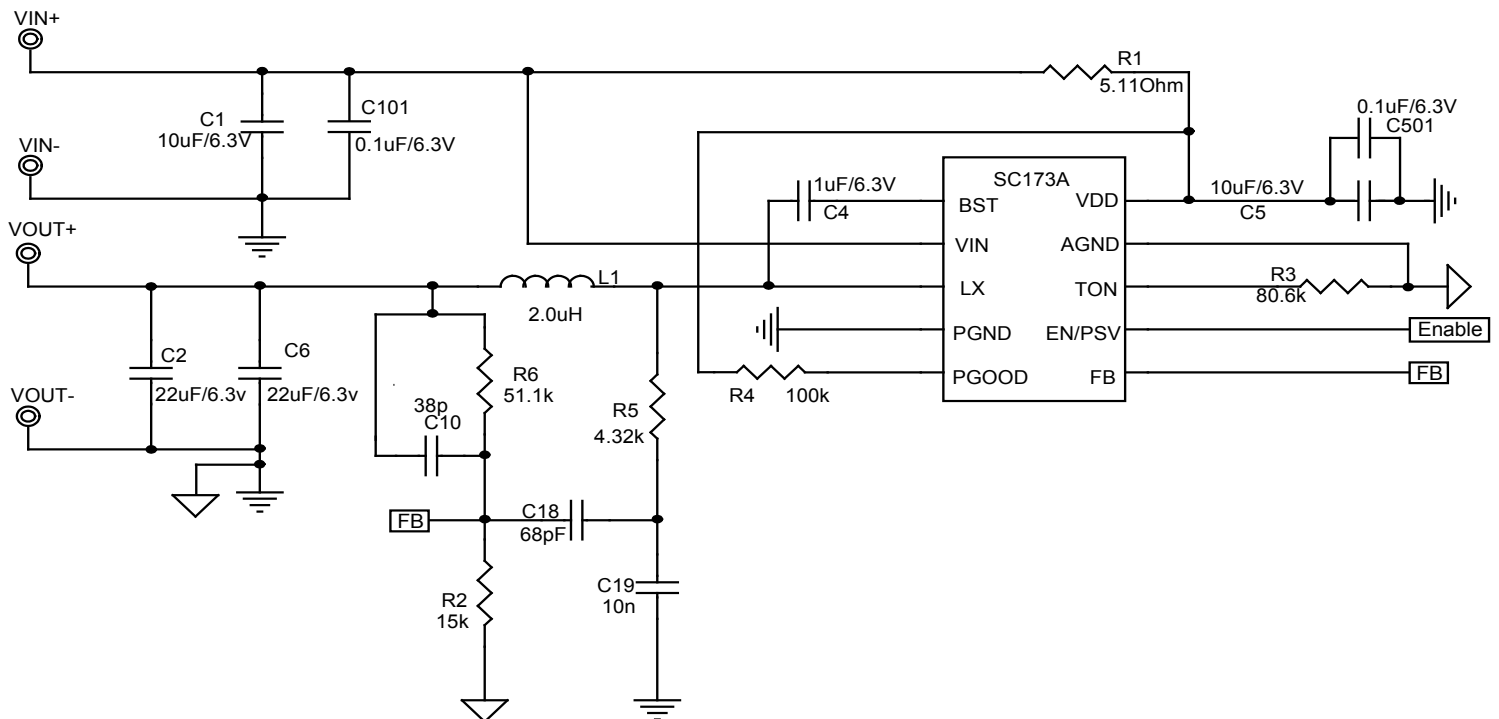 VIN+
R1
5.11Ohm
C1
10uF/6.3V
C101
0.1uF/6.3V
0.1uF/6.3V
C501
VIN-
1uF/6.3V
C4
SC173A
BST
VDD
10uF/6.3V
C5
VOUT+
VIN
AGND
L1
2.0uH
LX
TON
R3
80.6k
PGND
EN/PSV
Enable
C2
22uF/6.3v
C6
22uF/6.3v
R6
51.1k
PGOOD
FB
FB
R4
100k
VOUT-
38p
C10
R5
4.32k
FB
C18
68pF
R2
15k
C19
10n